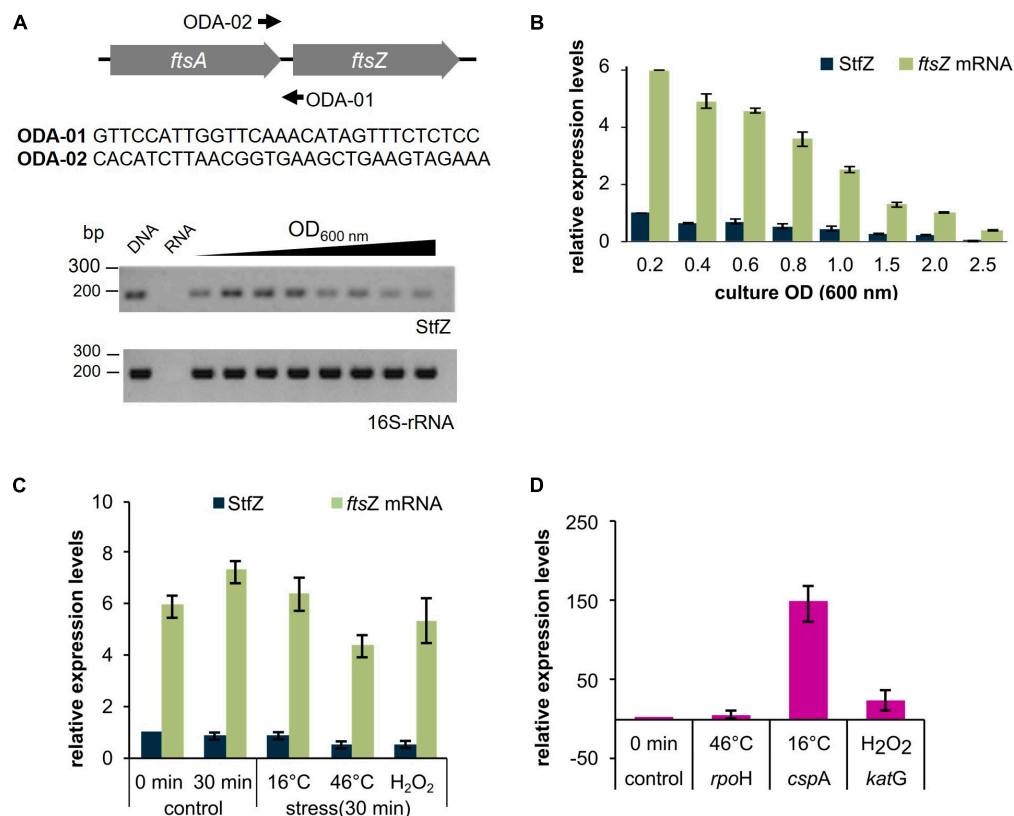 A
ODA-02
ftsA
ftsZ
ODA-01
ODA-01 GTTCCATTGGTTCAAACATAGTTTCTCTCC
ODA-02 CACATCTTAACGGTGAAGCTGAAGTAGAAA
bp
DNA
RNA
OD600 nm
300
200
StfZ
300
200
16S-rRNA
B
StfZ
ftsZ mRNA
relative expression levels
6
4
2
0
0.2 0.4 0.6 0.8 1.0 1.5 2.0 2.5
culture OD (600 nm)
C
StfZ
ftsZ mRNA
relative expression levels
10
8
6
4
2
0
0 min 30 min 16°C 46°C H2O2
control stress(30 min)
D
relative expression levels
250
150
50
-50
0 min 46°C 16°C H2O2
control rpoH cspA katG